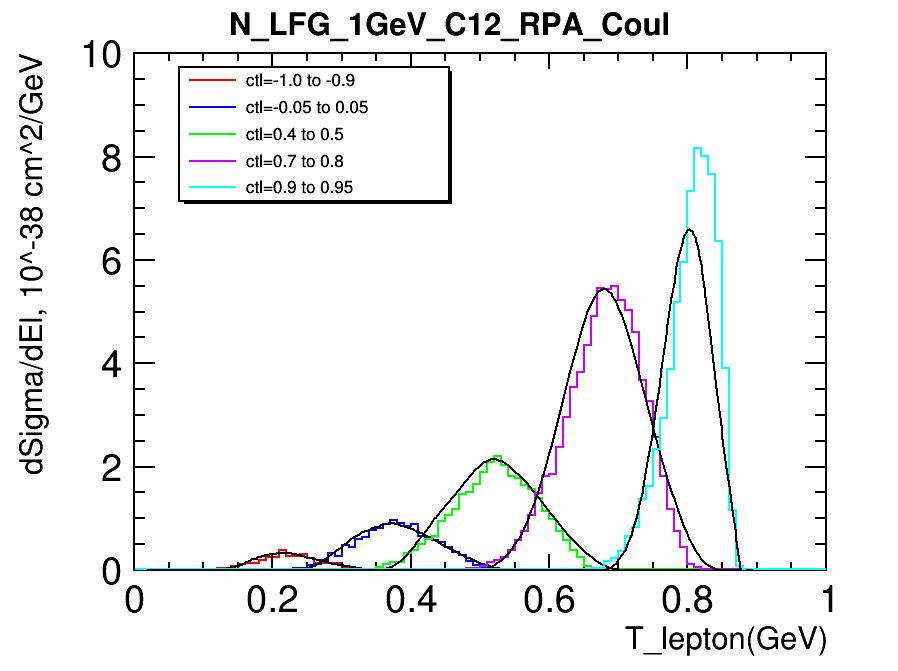 N_LFG_1GeV_C12_RPA_Coul
dSigma/dEl, 10^-38 cm^2/GeV
10
8
6
4
2
0
ctl=-1.0 to -0.9
ctl=-0.05 to 0.05
ctl=0.4 to 0.5
ctl=0.7 to 0.8
ctl=0.9 to 0.95
0 0.2 0.4 0.6 0.8 1
T_lepton(GeV)